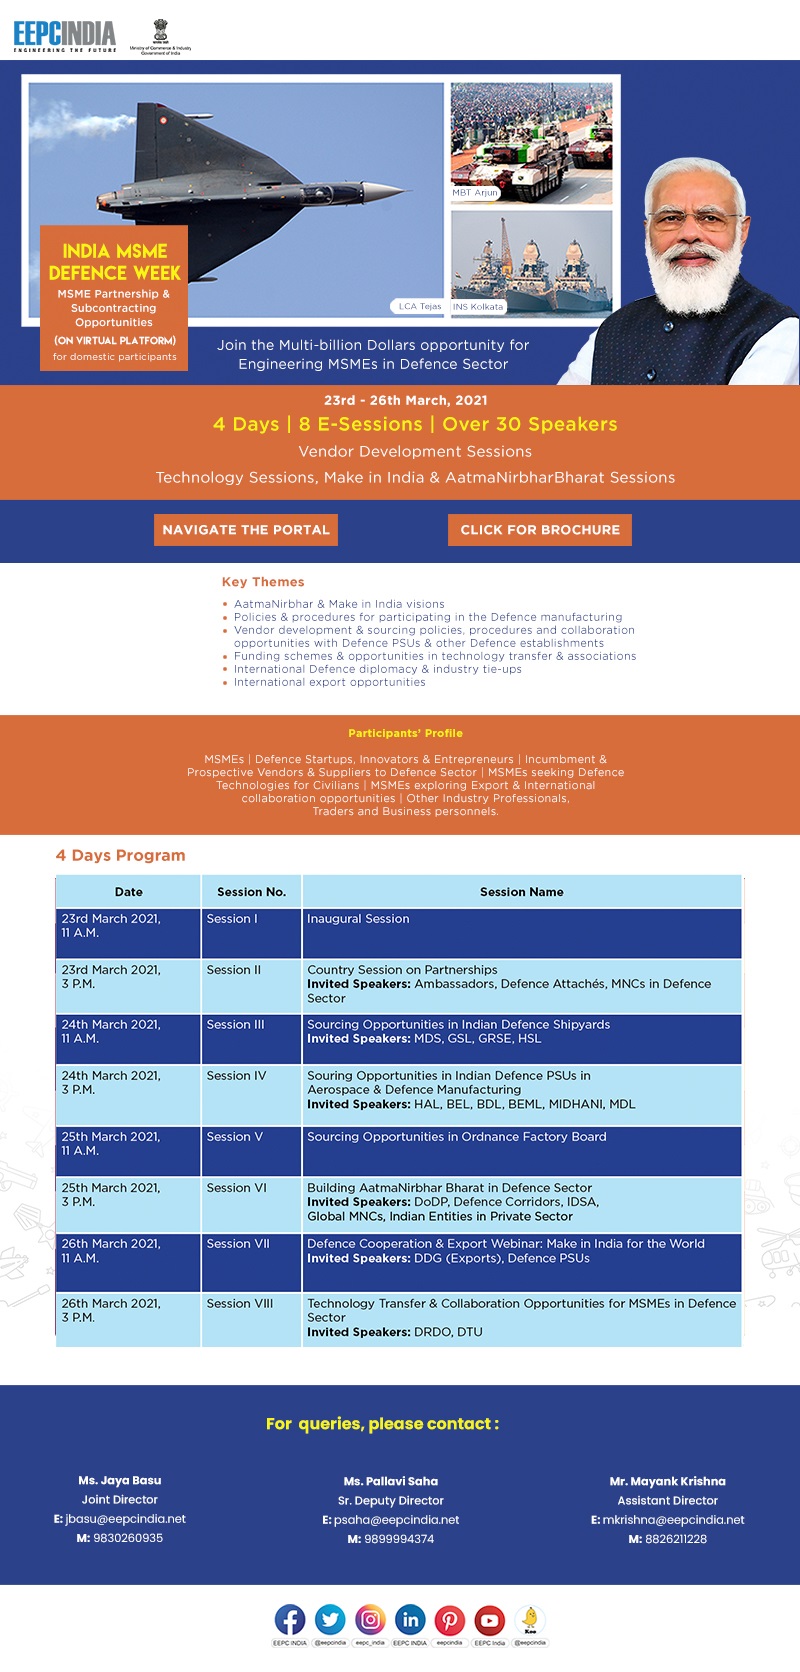 EEPCINDIA
ENGINEERING THE FUTURE
Ministry of Commerce & Industry
Government of India
MBT Arjun
LCA Tejas
INS Kolkata
INDIA MSME
DEFENCE WEEK
MSME Partnership &
Subcontracting
Opportunities
(ON VIRTUAL PLATFORM)
for domestic participants
Join the Multi-billion Dollars opportunity for
Engineering MSMEs in Defence Sector
23rd - 26th March, 2021
4 Days | 8 E-Sessions | Over 30 Speakers
Vendor Development Sessions
Technology Sessions, Make in India & AatmaNirbharBharat Sessions
NAVIGATE THE PORTAL
CLICK FOR BROCHURE
Key Themes
• AatmaNirbhar & Make in India visions
• Policies & procedures for participating in the Defence manufacturing
• Vendor development & sourcing policies, procedures and collaboration
opportunities with Defence PSUs & other Defence establishments
• Funding schemes & opportunities in technology transfer & associations
• International Defence diplomacy & industry tie-ups
• International export opportunities
Participants' Profile
MSMEs | Defence Startups, Innovators & Entrepreneurs | Incumbment &
Prospective Vendors & Suppliers to Defence Sector | MSMEs seeking Defence
Technologies for Civilians | MSMEs exploring Export & International
collaboration opportunities | Other Industry Professionals,
Traders and Business personnels.
4 Days Program
Date Session No. Session Name
23rd March 2021, Session I Inaugural Session
11 A.M.
23rd March 2021, Session II Country Session on Partnerships
3 P.M. Invited Speakers: Ambassadors, Defence Attachés, MNCs in Defence
Sector
24th March 2021, Session III Sourcing Opportunities in Indian Defence Shipyards
11 A.M. Invited Speakers: MDS, GSL, GRSE, HSL
24th March 2021, Session IV Souring Opportunities in Indian Defence PSUs in
3 P.M. Aerospace & Defence Manufacturing
Invited Speakers: HAL, BEL, BDL, BEML, MIDHANI, MDL
25th March 2021, Session V Sourcing Opportunities in Ordnance Factory Board
11 A.M.
25th March 2021, Session VI Building AatmaNirbhar Bharat in Defence Sector
3 P.M. Invited Speakers: DoDP, Defence Corridors, IDSA,
Global MNCs, Indian Entities in Private Sector
26th March 2021, Session VII Defence Cooperation & Export Webinar: Make in India for the World
11 A.M. Invited Speakers: DDG (Exports), Defence PSUs
26th March 2021, Session VIII Technology Transfer & Collaboration Opportunities for MSMEs in Defence
3 P.M. Sector
Invited Speakers: DRDO, DTU
For queries, please contact :
Ms. Jaya Basu
Joint Director
E: jbasu@eepcindia.net
M: 9830260935
Ms. Pallavi Saha
Sr. Deputy Director
E: psaha@eepcindia.net
M: 9899994374
Mr. Mayank Krishna
Assistant Director
E: mkrishna@eepcindia.net
M: 8826211228
Koo
EEPC INDIA @eepcindia eepc_india EEPC INDIA eepcindia EEPC India @eepcindia